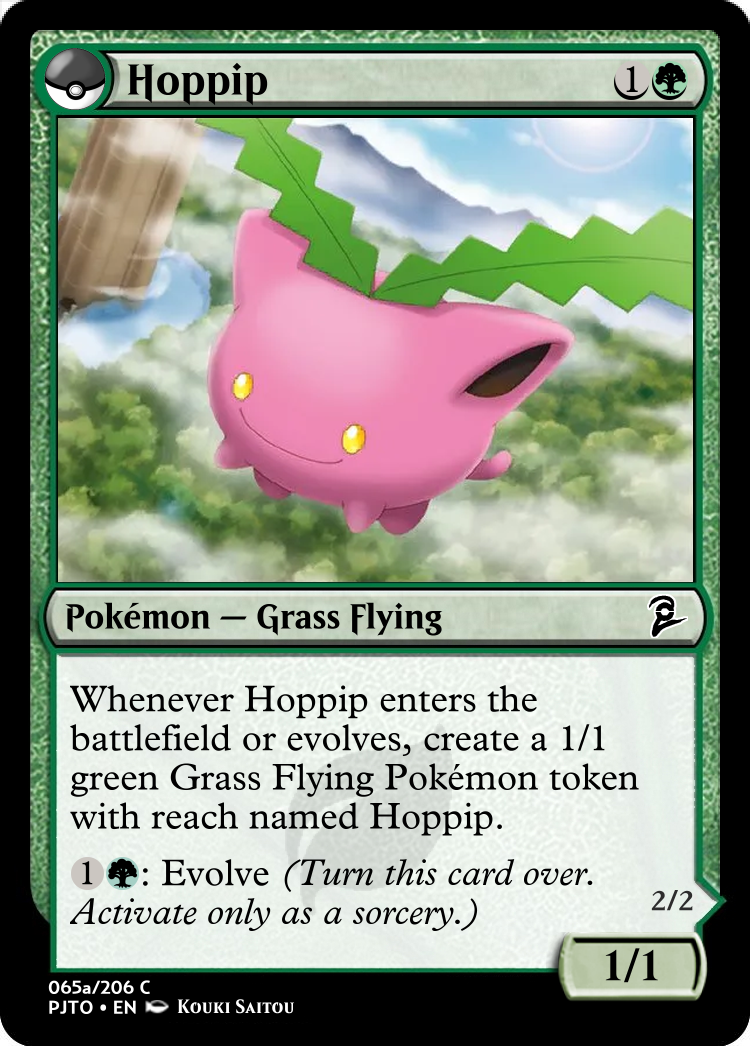 Hoppip 1
Pokémon — Grass Flying
Whenever Hoppip enters the
battlefield or evolves, create a 1/1
green Grass Flying Pokémon token
with reach named Hoppip.
1 : Evolve (Turn this card over.
Activate only as a sorcery.)
2/2
1/1
065a/206 C
PJTO • EN Kouki Saitou